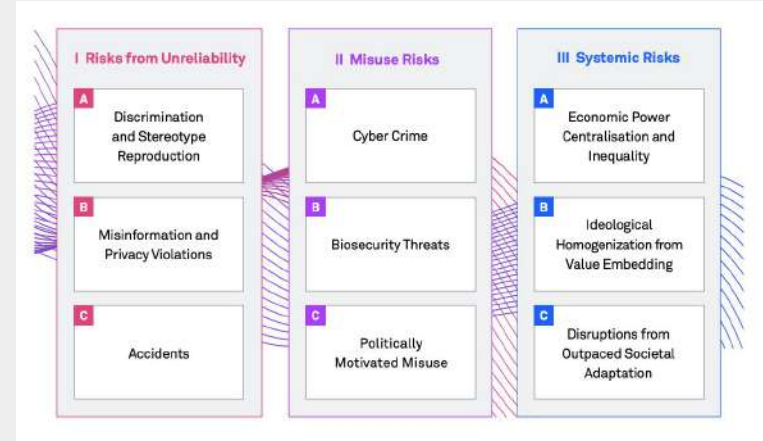 I Risks from Unreliability
A
Discrimination
and Stereotype
Reproduction
B
Misinformation and
Privacy Violations
C
Accidents
II Misuse Risks
A
Cyber Crime
B
Biosecurity Threats
C
Politically
Motivated Misuse
III Systemic Risks
A
Economic Power
Centralisation and
Inequality
B
Ideological
Homogenization from
Value Embedding
C
Disruptions from
Outpaced Societal
Adaptation